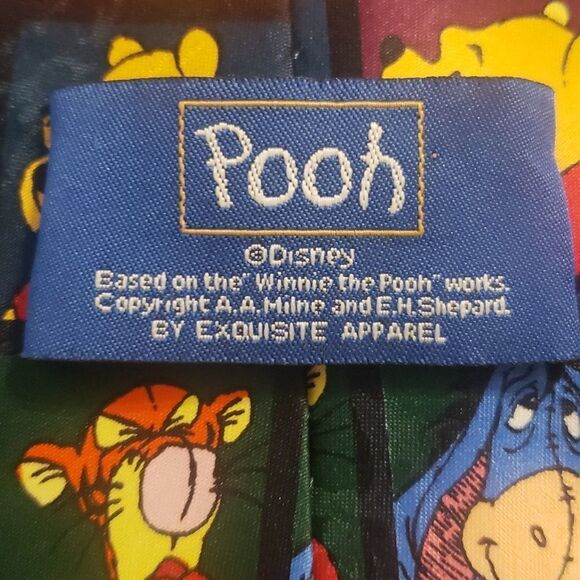 Pooh
©Disney
Based on the "Winnie the Pooh" works.
Copyright A.A.Milne and E.H.Shepard.
BY EXQUISITE APPAREL